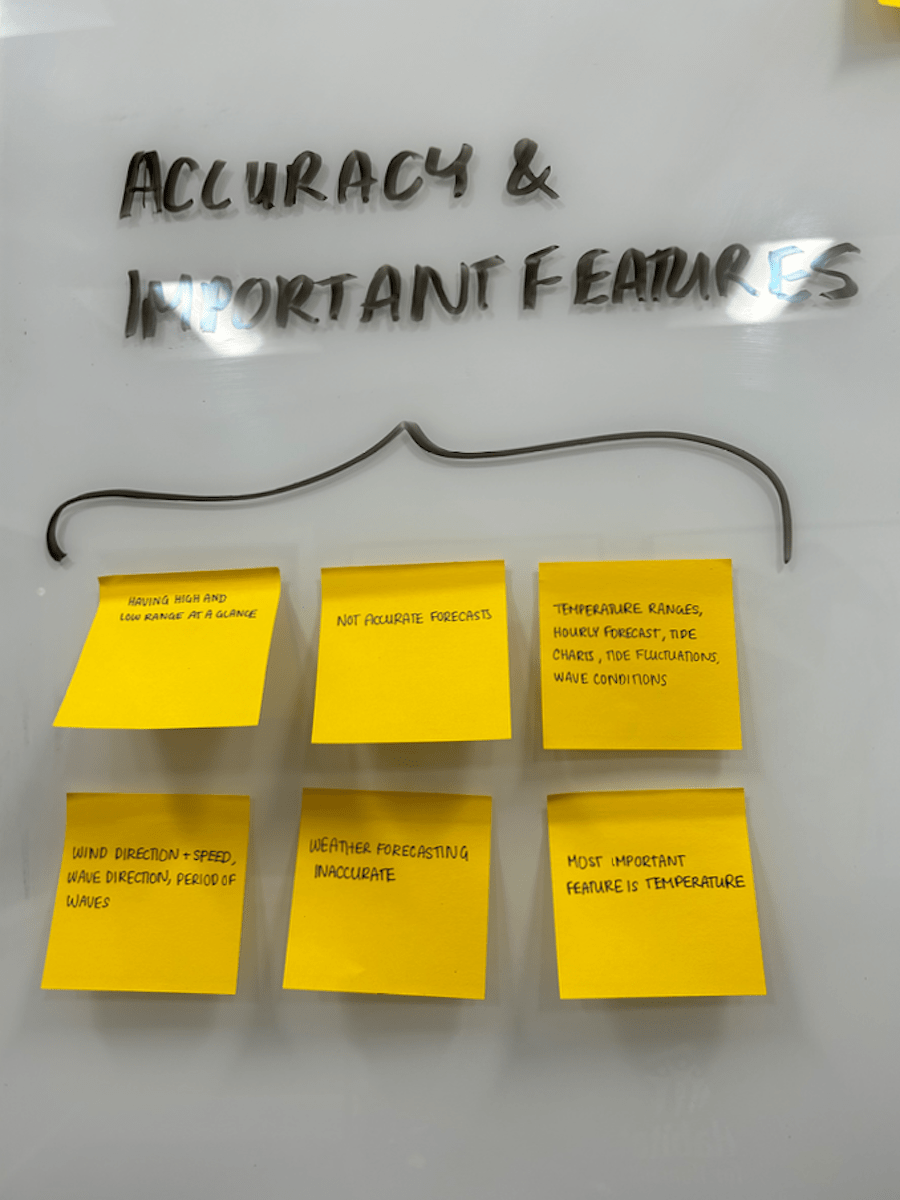 ACCURACY &
IMPORTANT FEATURES
HAVING HIGH AND
LOW RANGE AT A GLANCE
NOT ACCURATE FORECASTS
TEMPERATURE RANGES,
HOURLY FORECAST, TIDE
CHARTS, TIDE FLUCTUATIONS,
WAVE CONDITIONS
WIND DIRECTION + SPEED,
WAVE DIRECTION, PERIOD OF
WAVES
WEATHER FORECASTING
INACCURATE
MOST IMPORTANT
FEATURE IS TEMPERATURE